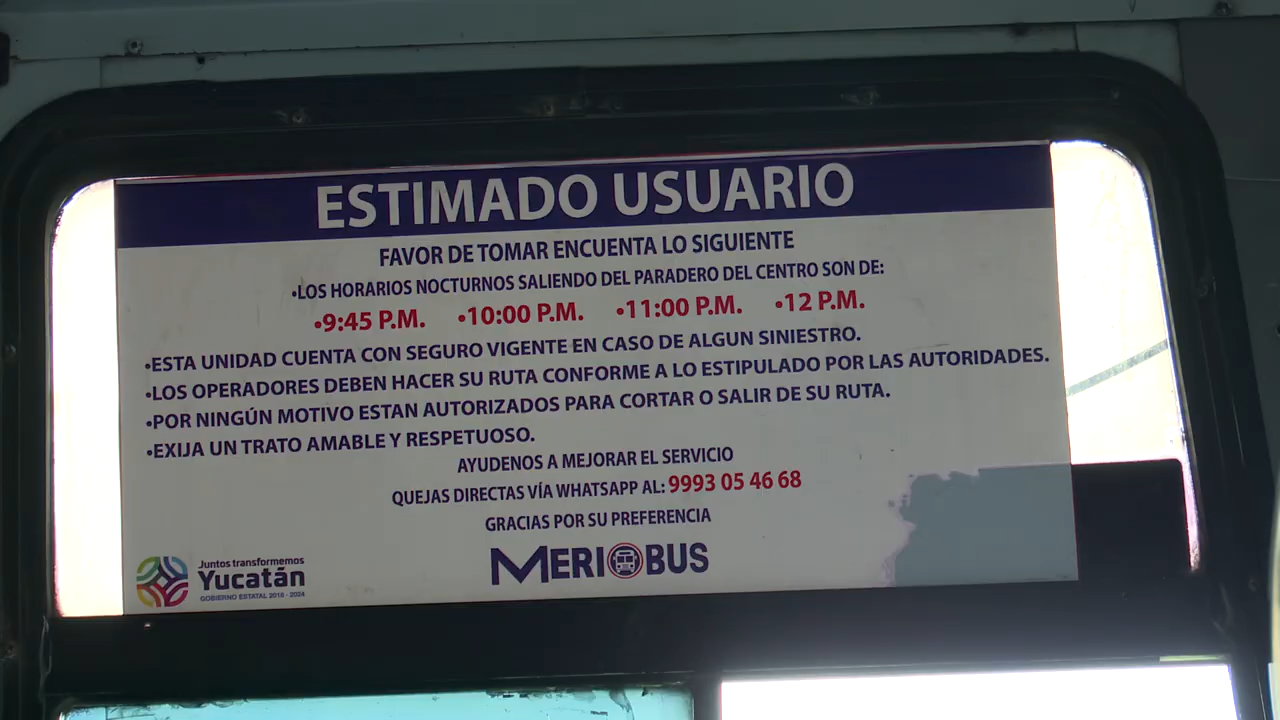 ESTIMADO USUARIO
FAVOR DE TOMAR ENCUENTA LO SIGUIENTE
•LOS HORARIOS NOCTURNOS SALIENDO DEL PARADERO DEL CENTRO SON DE:
•9:45 P.M. •10:00 P.M. •11:00 P.M. •12 P.M.
•ESTA UNIDAD CUENTA CON SEGURO VIGENTE EN CASO DE ALGUN SINIESTRO.
•LOS OPERADORES DEBEN HACER SU RUTA CONFORME A LO ESTIPULADO POR LAS AUTORIDADES.
•POR NINGÚN MOTIVO ESTAN AUTORIZADOS PARA CORTAR O SALIR DE SU RUTA.
•EXIJA UN TRATO AMABLE Y RESPETUOSO.
AYUDENOS A MEJORAR EL SERVICIO
QUEJAS DIRECTAS VÍA WHATSAPP AL: 9993 05 46 68
GRACIAS POR SU PREFERENCIA
MERIBUS
Juntos transformemos
Yucatán
GOBIERNO ESTATAL 2018 - 2024